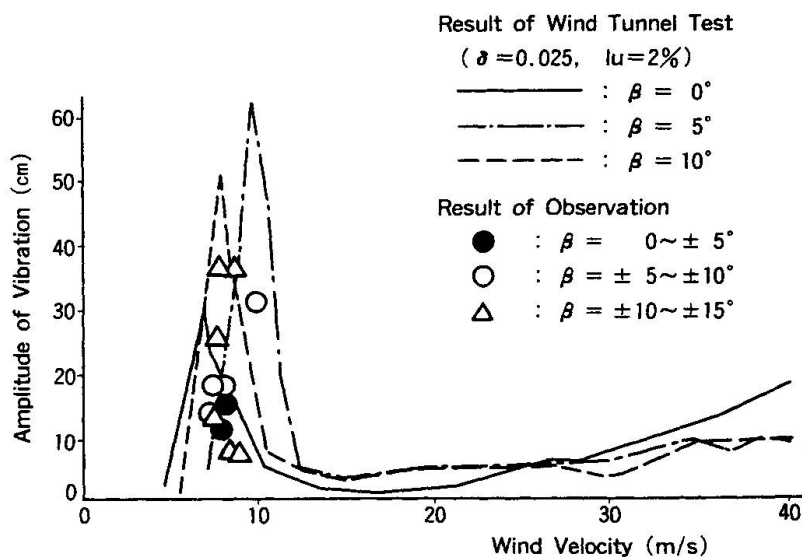 Result of Wind Tunnel Test
( δ=0.025, Iu=2%)
: β = 0°
: β = 5°
: β = 10°
Result of Observation
: β = 0~± 5°
: β = ± 5~±10°
: β = ±10~±15°
Amplitude of Vibration (cm)
60
50
40
30
20
10
0
0 10 20 30 40
Wind Velocity (m/s)